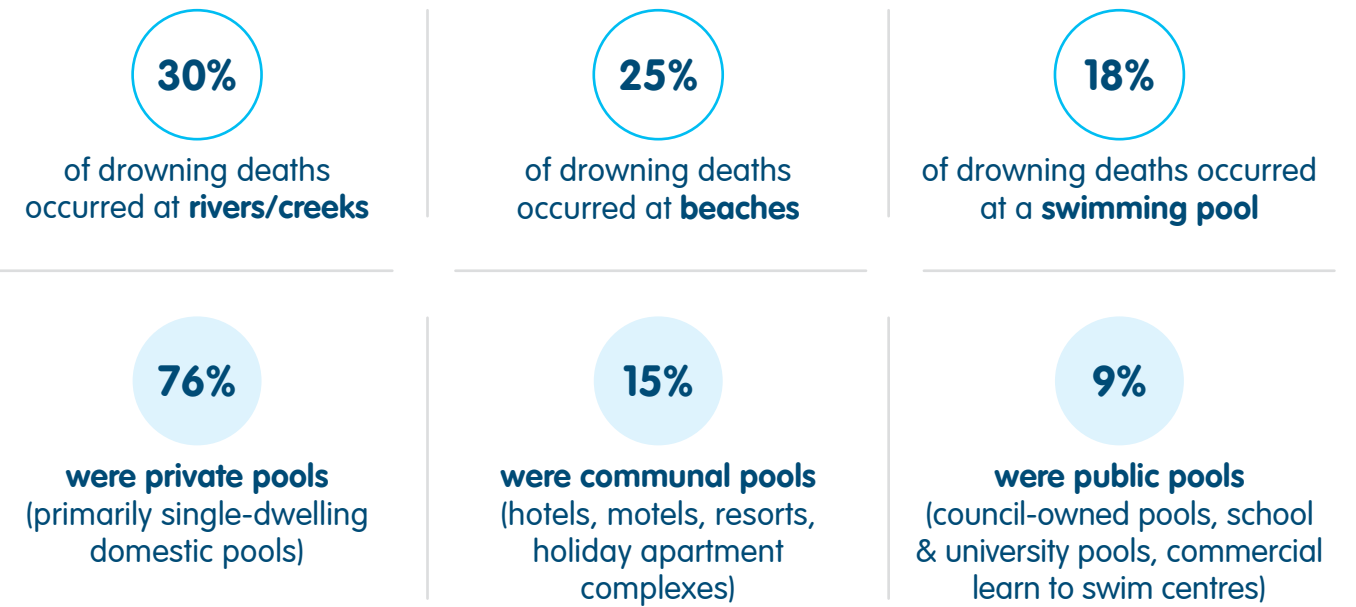 30%
of drowning deaths
occurred at rivers/creeks
25%
of drowning deaths
occurred at beaches
18%
of drowning deaths occurred
at a swimming pool
76%
were private pools
(primarily single-dwelling
domestic pools)
15%
were communal pools
(hotels, motels, resorts,
holiday apartment
complexes)
9%
were public pools
(council-owned pools, school
& university pools, commercial
learn to swim centres)